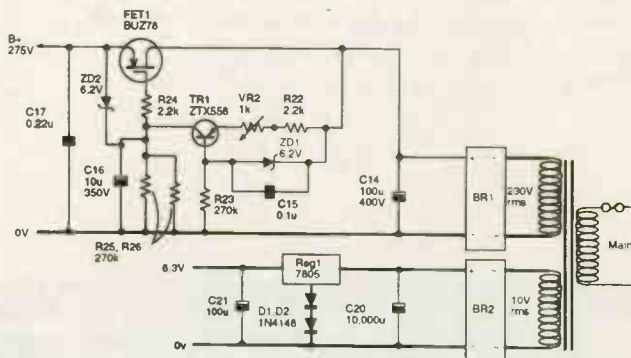 FET1
BUZ78
B+
275V
ZD2
6.2V
R24
2.2k
TR1
ZTX558
VR2
1k
R22
2.2k
C17
0.22u
ZD1
6.2V
C16
10u
350V
R23
270k
C15
0.1u
C14
100u
400V
BR1
230V
rms
0V
R25, R26
270k
Main
6.3V
Reg1
7805
10V
rms
C21
100u
D1,D2
1N4148
C20
10,000u
BR2
0v